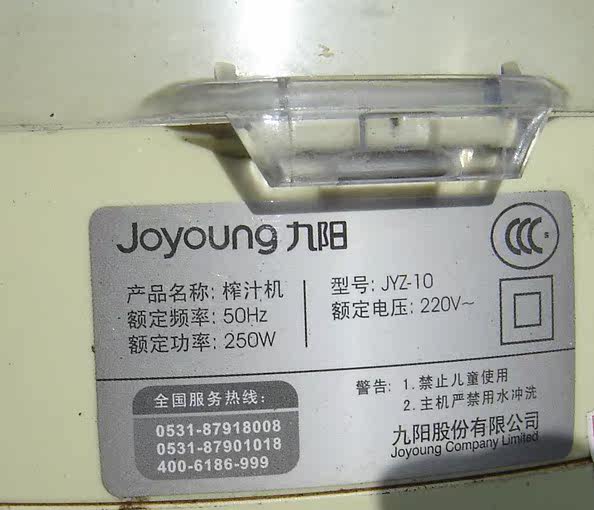 Joyoung 九阳
CCC S
产品名称: 榨汁机
额定频率: 50Hz
额定功率: 250W
型号: JYZ-10
额定电压: 220V~
全国服务热线:
0531-87918008
0531-87901018
400-6186-999
警告: 1.禁止儿童使用
2.主机严禁用水冲洗
九阳股份有限公司
Joyoung Company Limited